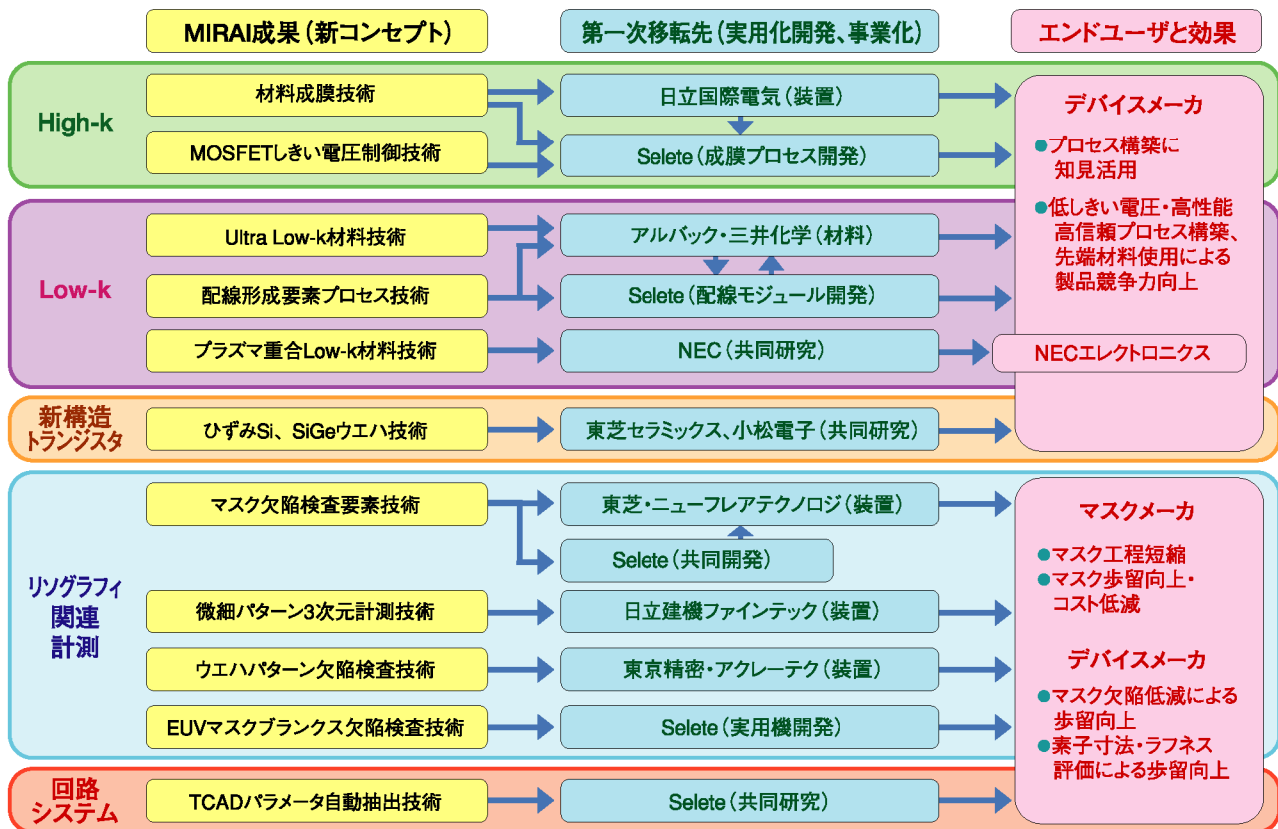 MIRAI成果（新コンセプト）
第一次移転先（実用化開発、事業化）
エンドユーザと効果
High-k
材料成膜技術
MOSFETしきい電圧制御技術
日立国際電気（装置）
Selete（成膜プロセス開発）
Low-k
Ultra Low-k材料技術
配線形成要素プロセス技術
プラズマ重合Low-k材料技術
アルバック・三井化学（材料）
Selete（配線モジュール開発）
NEC（共同研究）
新構造
トランジスタ
ひずみSi、SiGeウエハ技術
東芝セラミックス、小松電子（共同研究）
デバイスメーカ
●プロセス構築に
知見活用
●低しきい電圧・高性能
高信頼プロセス構築、
先端材料使用による
製品競争力向上
NECエレクトロニクス
リソグラフィ
関連
計測
マスク欠陥検査要素技術
微細パターン3次元計測技術
ウエハパターン欠陥検査技術
EUVマスクブランクス欠陥検査技術
東芝・ニューフレアテクノロジ（装置）
Selete（共同開発）
日立建機ファインテック（装置）
東京精密・アクレーテク（装置）
Selete（実用機開発）
回路
システム
TCADパラメータ自動抽出技術
Selete（共同研究）
マスクメーカ
●マスク工程短縮
●マスク歩留向上・
コスト低減
デバイスメーカ
●マスク欠陥低減による
歩留向上
●素子寸法・ラフネス
評価による歩留向上